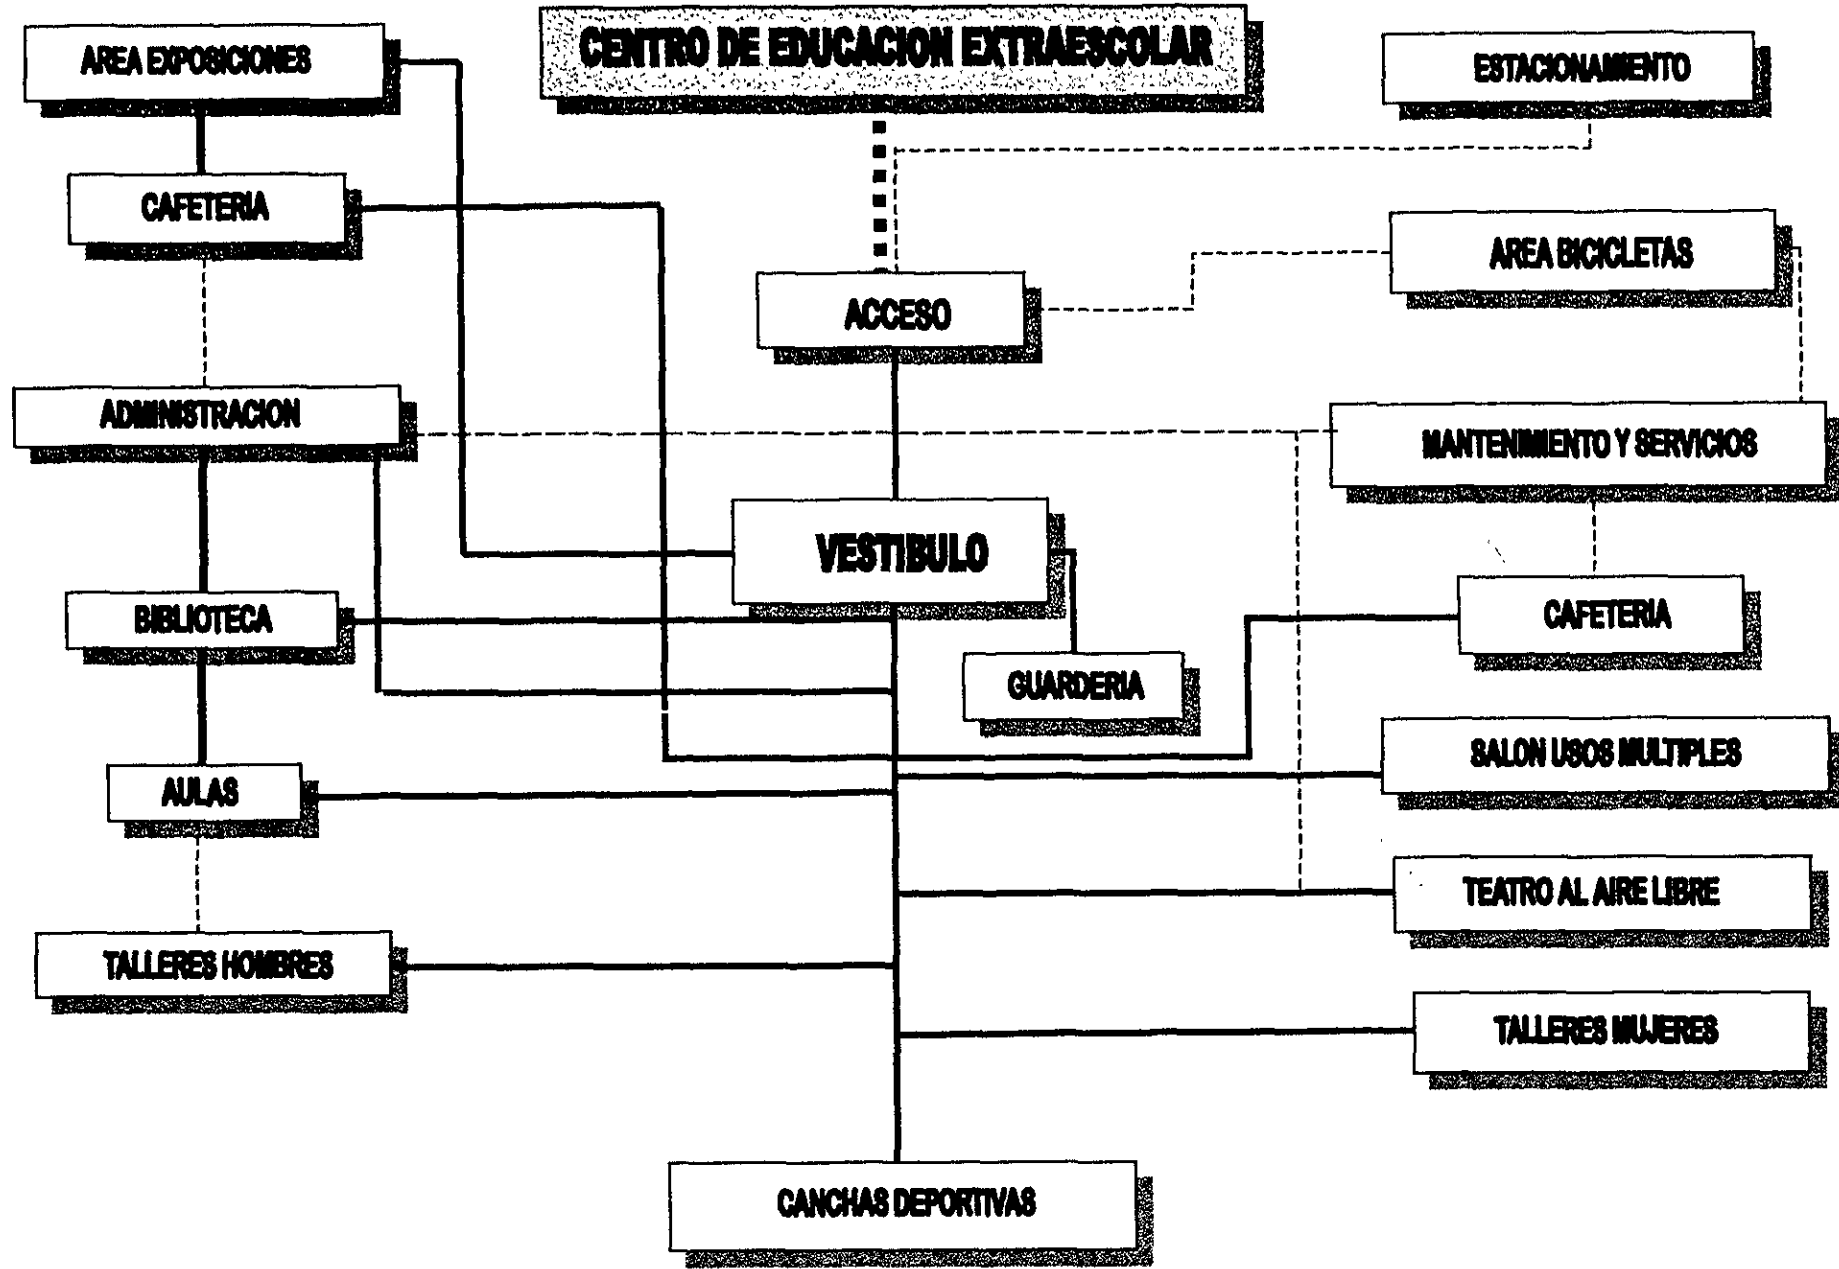 CENTRO DE EDUCACION EXTRAESCOLAR
AREA EXPOSICIONES
ESTACIONAMIENTO
CAFETERIA
AREA BICICLETAS
ACCESO
ADMINISTRACION
MANTENIMIENTO Y SERVICIOS
VESTIBULO
BIBLIOTECA
CAFETERIA
GUARDERIA
SALON USOS MULTIPLES
AULAS
TEATRO AL AIRE LIBRE
TALLERES HOMBRES
TALLERES MUJERES
CANCHAS DEPORTIVAS